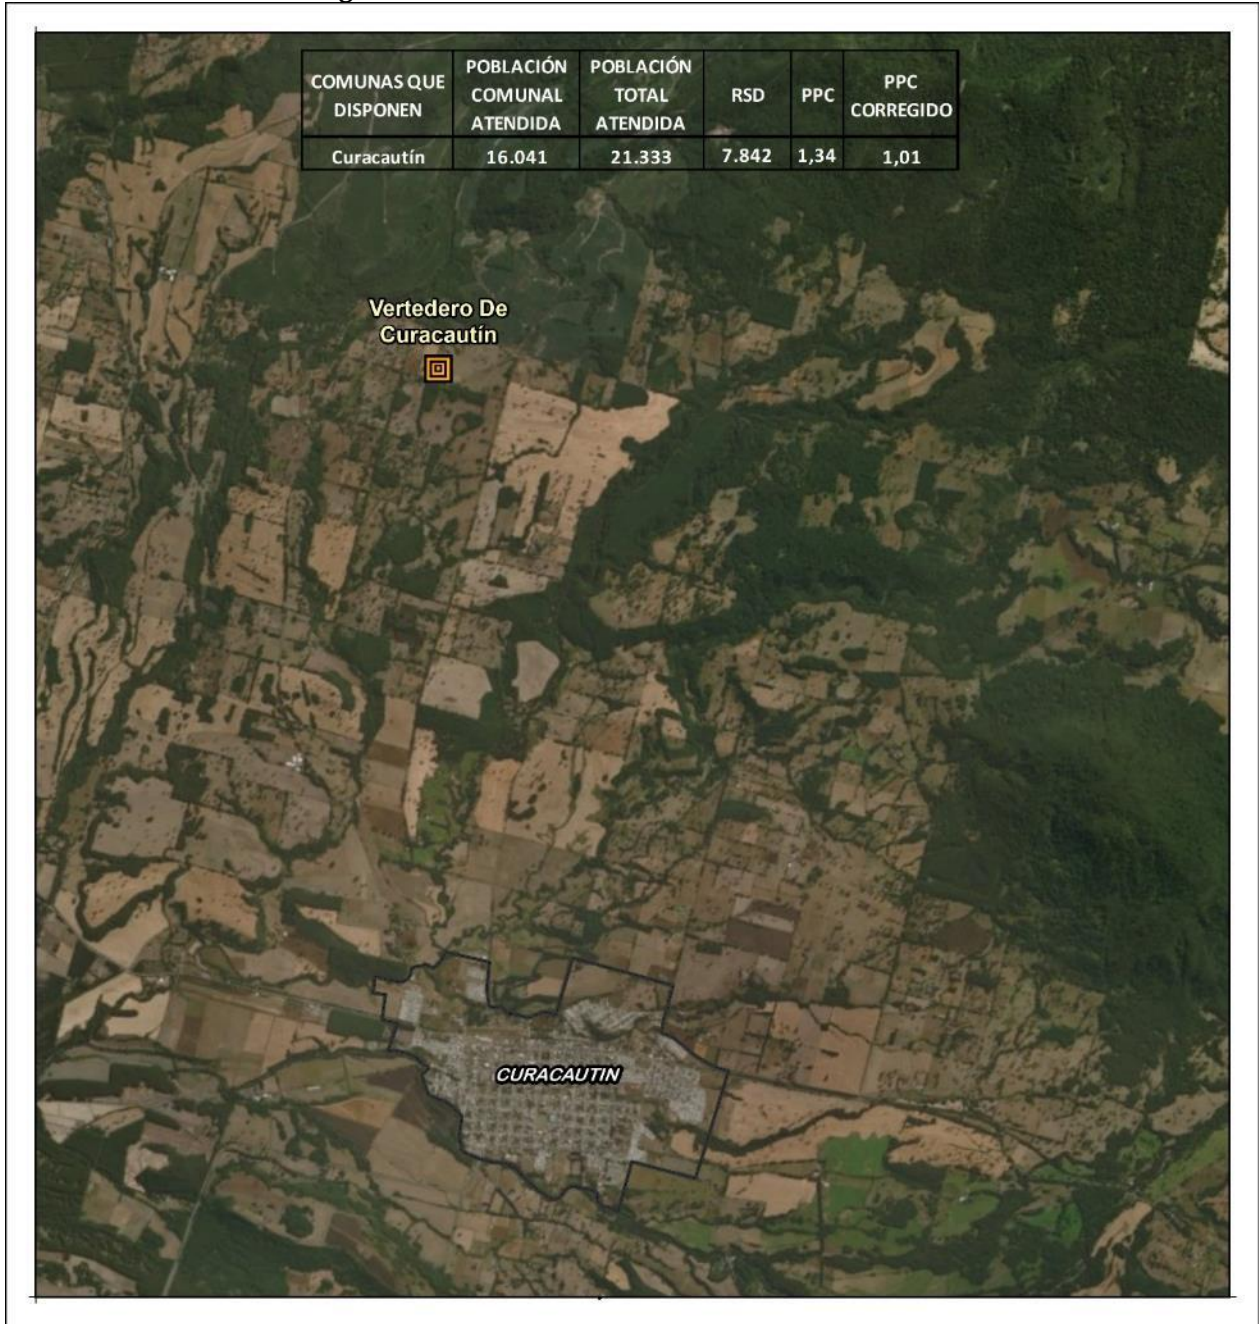 COMUNAS QUE DISPONEN
POBLACIÓN COMUNAL ATENDIDA
POBLACIÓN TOTAL ATENDIDA
RSD
PPC
PPC CORREGIDO
Curacautín 16.041 21.333 7.842 1,34 1,01
Vertedero De
Curacautín
CURACAUTIN